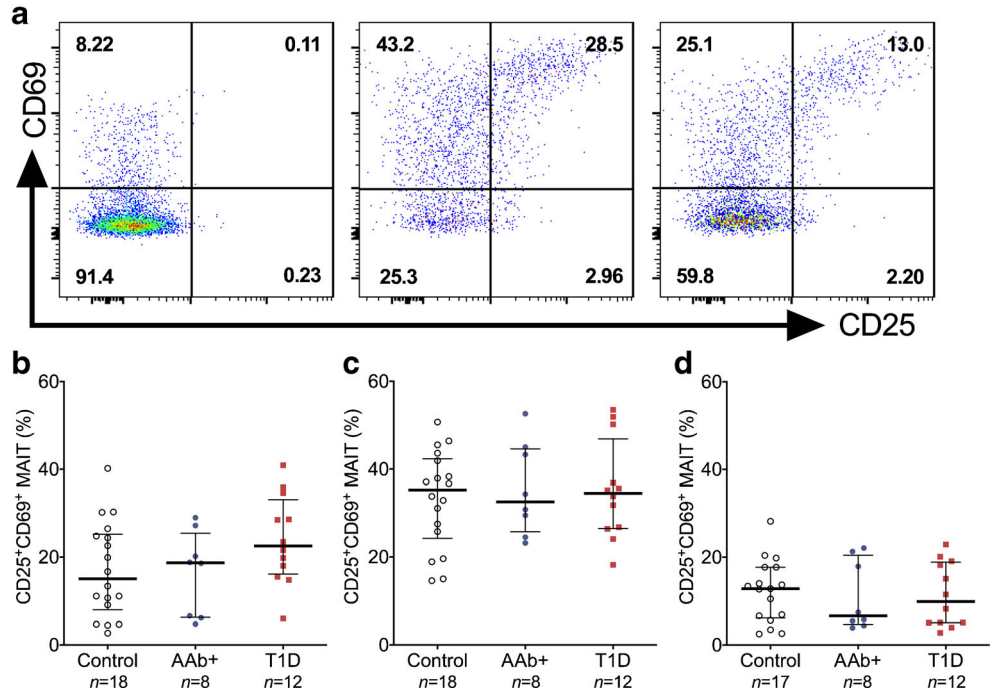 a
8.22 0.11 43.2 28.5 25.1 13.0
CD69
91.4 0.23 25.3 2.96 59.8 2.20
CD25
b
CD25+CD69+ MAIT (%)
60
40
20
0
Control AAb+ T1D
n=18 n=8 n=12
c
CD25+CD69+ MAIT (%)
60
40
20
0
Control AAb+ T1D
n=18 n=8 n=12
d
CD25+CD69+ MAIT (%)
60
40
20
0
Control AAb+ T1D
n=17 n=8 n=12